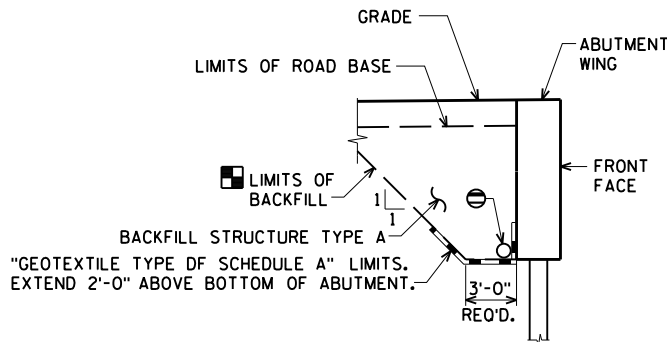 GRADE
ABUTMENT
WING
LIMITS OF ROAD BASE
FRONT
FACE
LIMITS OF
BACKFILL
1
1
BACKFILL STRUCTURE TYPE A
"GEOTEXTILE TYPE DF SCHEDULE A" LIMITS.
EXTEND 2'-0" ABOVE BOTTOM OF ABUTMENT.
3'-0"
REQ'D.